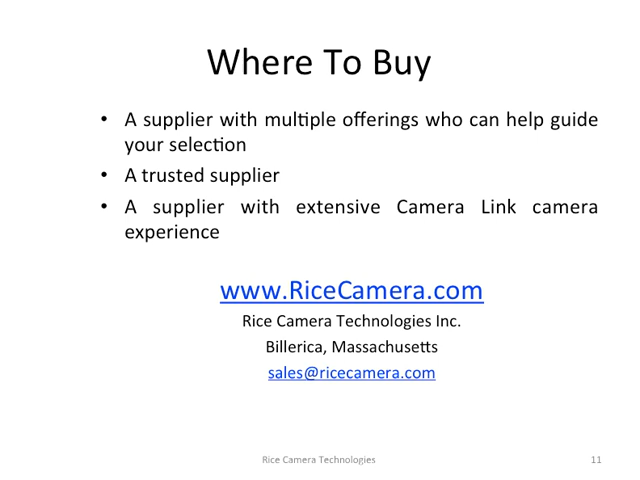 Where To Buy
• A supplier with multiple offerings who can help guide
your selection
• A trusted supplier
• A supplier with extensive Camera Link camera
experience
www.RiceCamera.com
Rice Camera Technologies Inc.
Billerica, Massachusetts
sales@ricecamera.com
Rice Camera Technologies 11